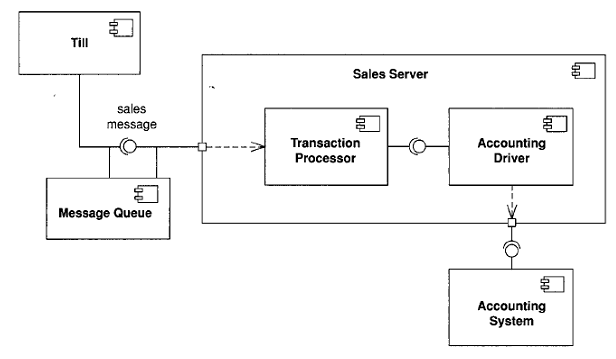 Till
Sales Server
sales
message
Transaction
Processor
Accounting
Driver
Message Queue
Accounting
System